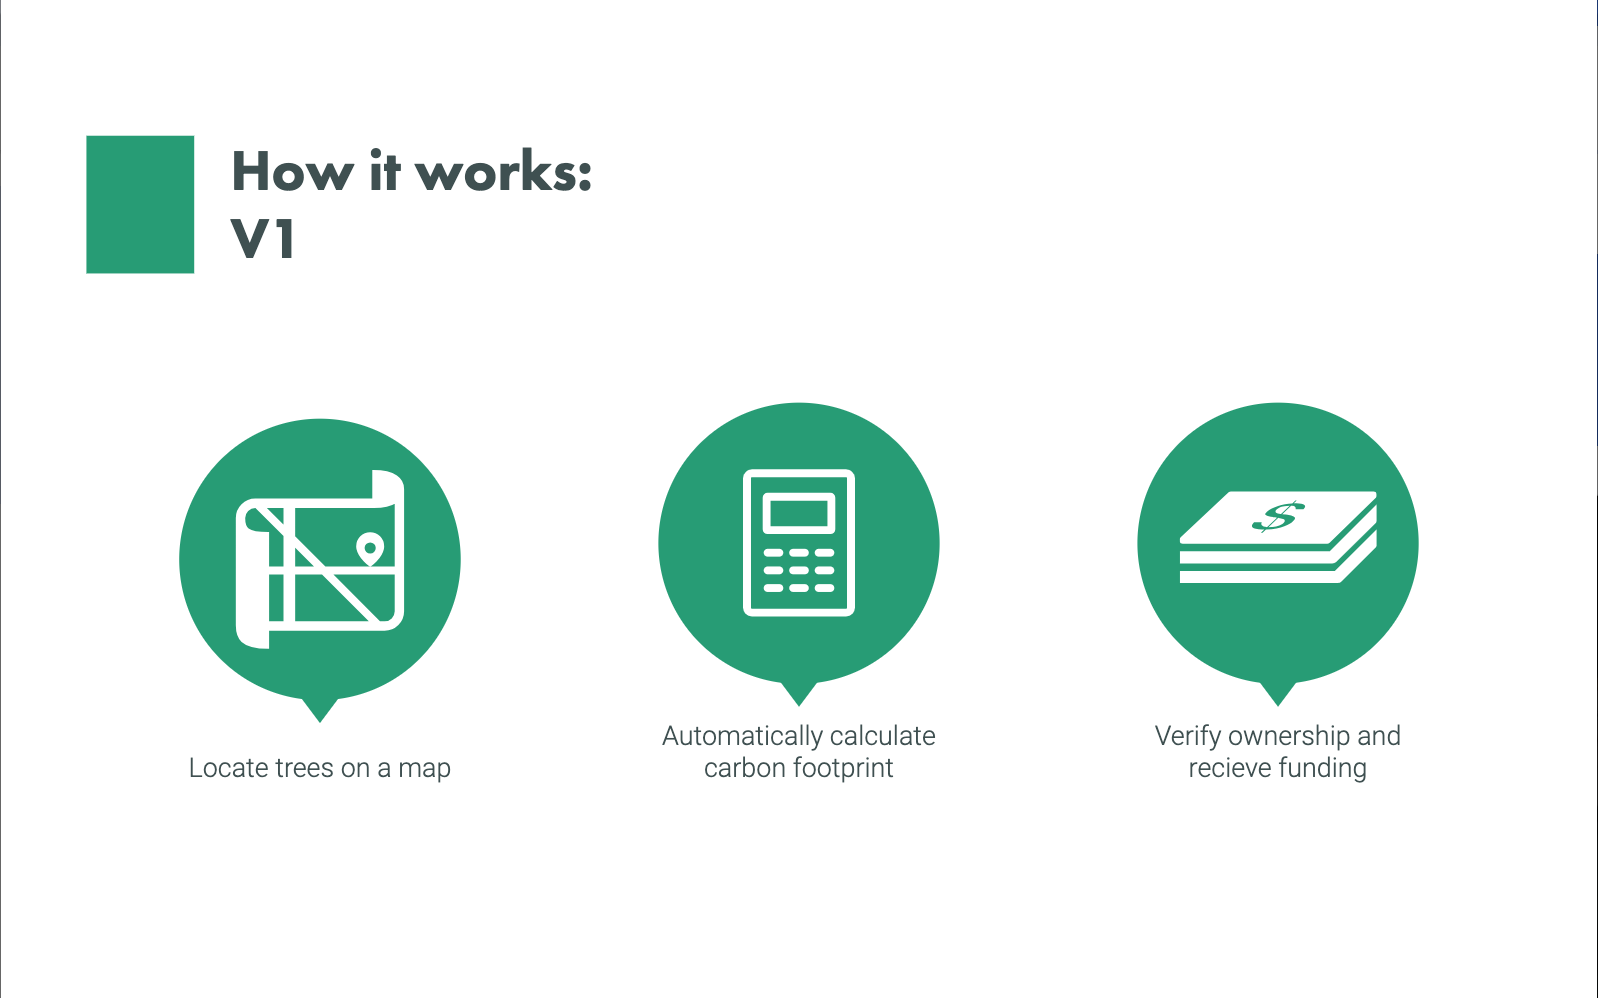 How it works:
V1
$
Locate trees on a map
Automatically calculate
carbon footprint
Verify ownership and
recieve funding